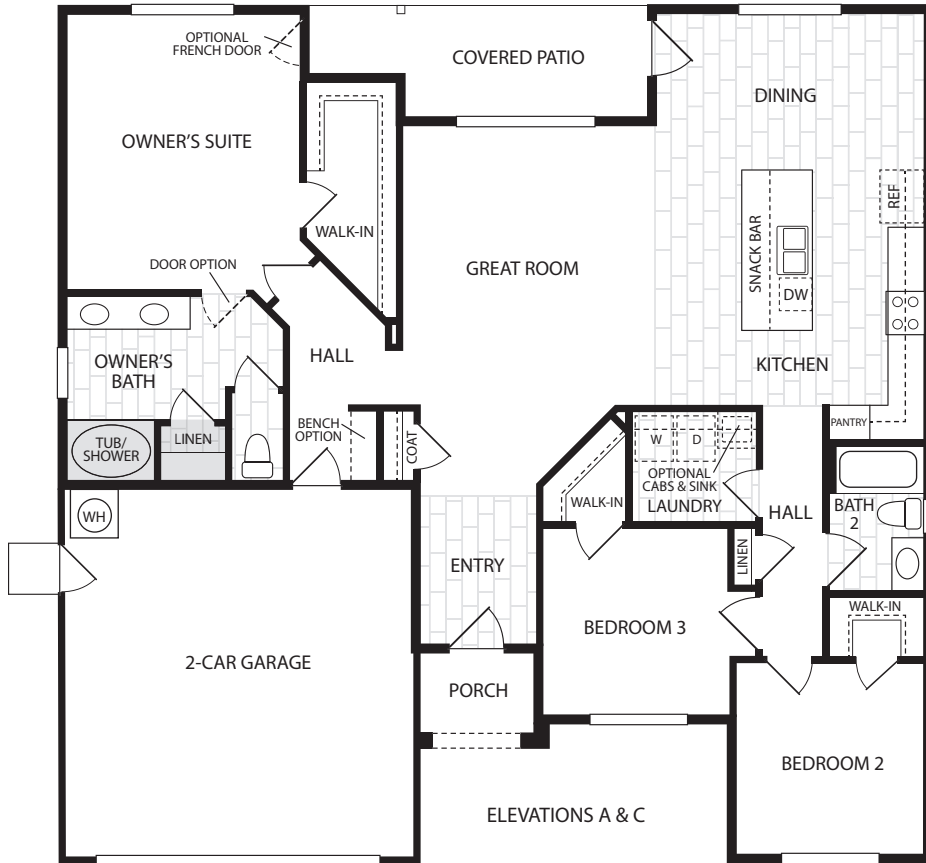 OPTIONAL
FRENCH DOOR
COVERED PATIO
DINING
OWNER'S SUITE
REF
WALK-IN
SNACK BAR
DOOR OPTION
GREAT ROOM
DW
HALL
OWNER'S
BATH
KITCHEN
BENCH
OPTION
COAT
PANTRY
TUB/
SHOWER
LINEN
W
D
OPTIONAL
CABS & SINK
LAUNDRY
WALK-IN
HALL
BATH
2
WH
ENTRY
LINEN
WALK-IN
BEDROOM 3
2-CAR GARAGE
PORCH
BEDROOM 2
ELEVATIONS A & C